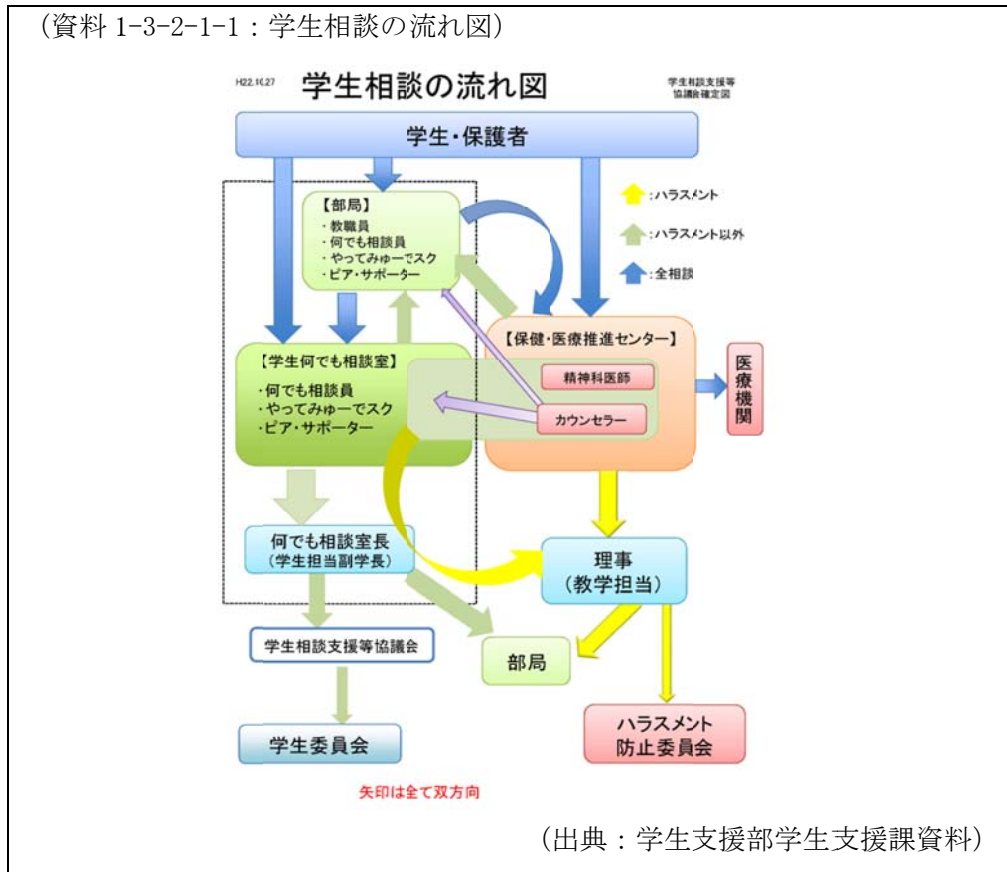 （資料 1-3-2-1-1：学生相談の流れ図）
H22.10.27
学生相談の流れ図
学生相談支援等
協議会確定図
学生・保護者
【部局】
・教職員
・何でも相談員
・やってみゅーでスク
・ピア・サポーター
：ハラスメント
：ハラスメント以外
：全相談
【学生何でも相談室】
・何でも相談員
・やってみゅーでスク
・ピア・サポーター
【保健・医療推進センター】
精神科医師
カウンセラー
医療機関
何でも相談室長
（学生担当副学長）
理事
（教学担当）
学生相談支援等協議会
部局
学生委員会
ハラスメント
防止委員会
矢印は全て双方向
（出典：学生支援部学生支援課資料）